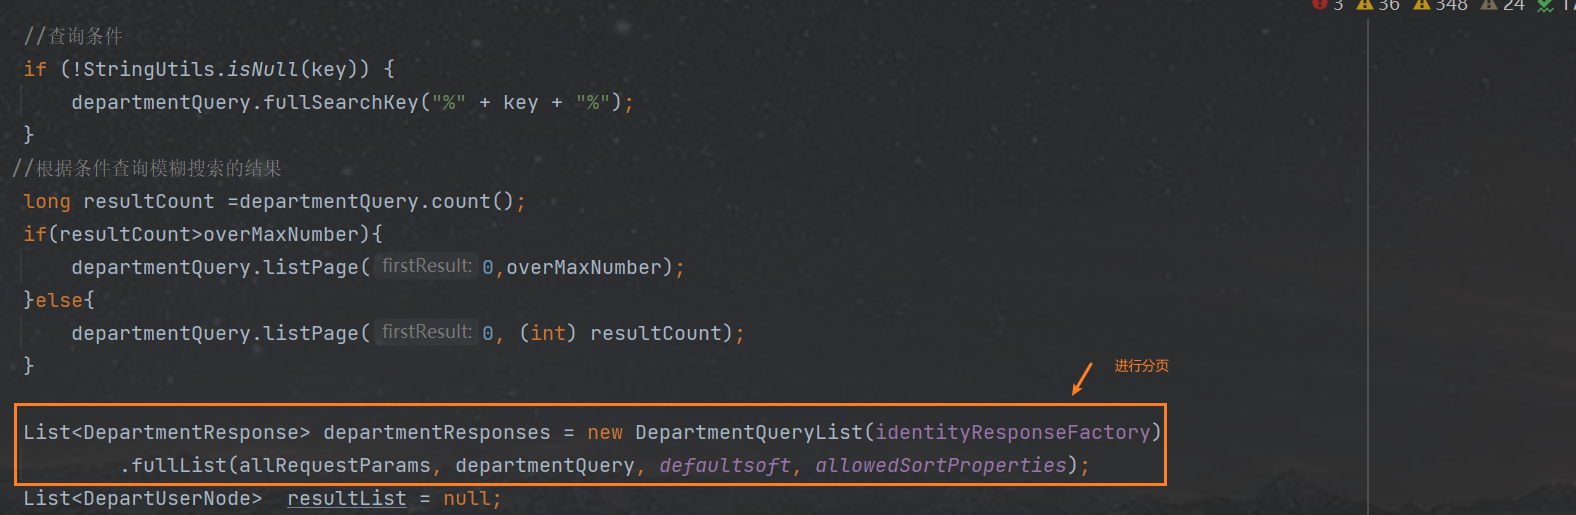 3 36 348 24
//查询条件
if (!StringUtils.isNull(key)) {
departmentQuery.fullSearchKey("%" + key + "%");
}
//根据条件查询模糊搜索的结果
long resultCount =departmentQuery.count();
if(resultCount>overMaxNumber){
departmentQuery.listPage( firstResult: 0,overMaxNumber);
}else{
departmentQuery.listPage( firstResult: 0, (int) resultCount);
}
进行分页
List<DepartmentResponse> departmentResponses = new DepartmentQueryList(identityResponseFactory)
.fullList(allRequestParams, departmentQuery, defaultsoft, allowedSortProperties);
List<DepartUserNode>  resultList = null;